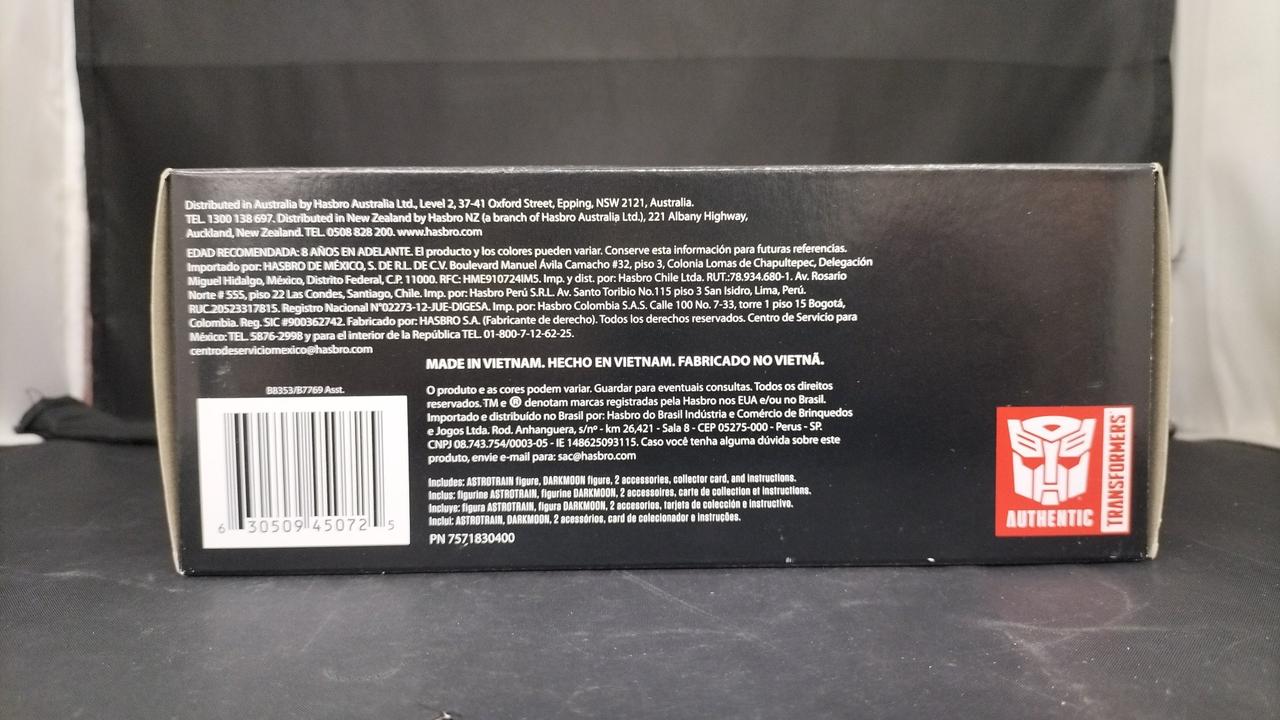 Distributed in Australia by Hasbro Australia Ltd., Level 2, 37-41 Oxford Street, Epping, NSW 2121, Australia.
TEL. 1300 138 697. Distributed in New Zealand by Hasbro NZ (a branch of Hasbro Australia Ltd.), 221 Albany Highway,
Auckland, New Zealand. TEL. 0508 828 200. www.hasbro.com
EDAD RECOMENDADA: 8 AÑOS EN ADELANTE. El producto y los colores pueden variar. Conserve esta información para futuras referencias.
Importado por: HASBRO DE MÉXICO, S. DE R.L. DE C.V. Boulevard Manuel Ávila Camacho #32, piso 3, Colonia Lomas de Chapultepec, Delegación
Miguel Hidalgo, México, Distrito Federal, C.P. 11000. RFC: HME910724IM5. Imp. y dist. por: Hasbro Chile Ltda. RUT.:78.934.680-1. Av. Rosario
Norte # 555, piso 22 Las Condes, Santiago, Chile. Imp. por: Hasbro Perú S.R.L. Av. Santo Toribio No.115 piso 3 San Isidro, Lima, Perú.
RUC.20523317815. Registro Nacional N°02273-12-JUE-DIGESA. Imp. por: Hasbro Colombia S.A.S. Calle 100 No. 7-33, torre 1 piso 15 Bogotá,
Colombia. Reg. SIC #900362742. Fabricado por: HASBRO S.A. (Fabricante de derecho). Todos los derechos reservados. Centro de Servicio para
México: TEL. 5876-2998 y para el interior de la República TEL. 01-800-7-12-62-25.
centrodeserviciomexico@hasbro.com
MADE IN VIETNAM. HECHO EN VIETNAM. FABRICADO NO VIETNÃ.
B8353/B7769 Asst.
6 30509 45072 5
O produto e as cores podem variar. Guardar para eventuais consultas. Todos os direitos
reservados. TM e ® denotam marcas registradas pela Hasbro nos EUA e/ou no Brasil.
Importado e distribuído no Brasil por: Hasbro do Brasil Indústria e Comércio de Brinquedos
e Jogos Ltda. Rod. Anhanguera, s/nº - km 26,421 - Sala 8 - CEP 05275-000 - Perus - SP.
CNPJ 08.743.754/0003-05 - IE 148625093115. Caso você tenha alguma dúvida sobre este
produto, envie e-mail para: sac@hasbro.com
Includes: ASTROTRAIN figure, DARKMOON figure, 2 accessories, collector card, and instructions.
Inclus: figurine ASTROTRAIN, figurine DARKMOON, 2 accessoires, carte de collection et instructions.
Incluye: figura ASTROTRAIN, figura DARKMOON, 2 accesorios, tarjeta de colección e instructivo.
Inclui: ASTROTRAIN, DARKMOON, 2 acessórios, card de colecionador e instruções.
PN 7571830400
AUTHENTIC
TRANSFORMERS